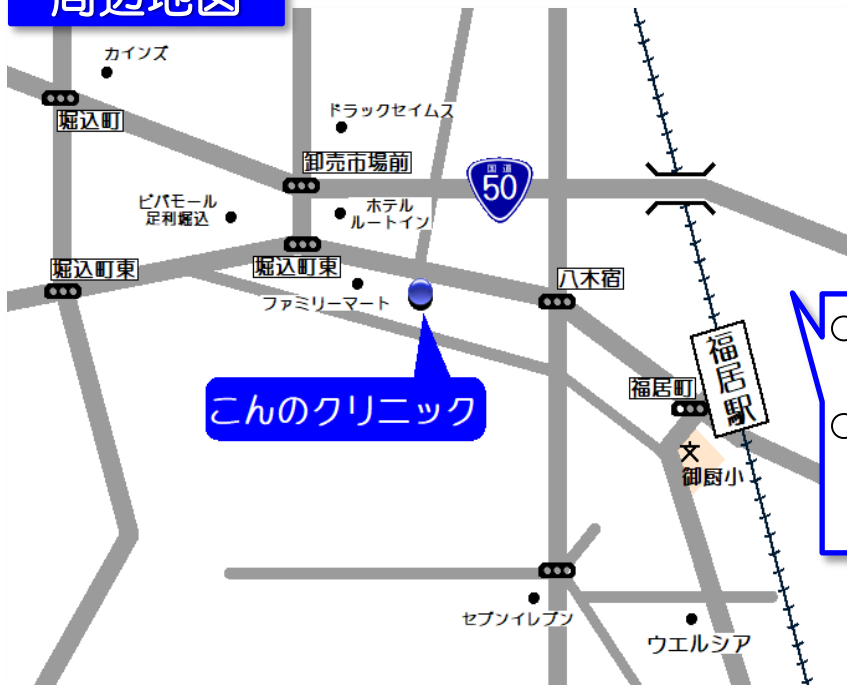 周辺地図
カインズ
堀込町
ドラックセイムス
卸売市場前
国道
50
ビバモール
足利堀込
ホテル
ルートイン
堀込町東
堀込町東
八木宿
ファミリーマート
こんのクリニック
福居町
福居駅
文
御厨小
セブンイレブン
ウエルシア